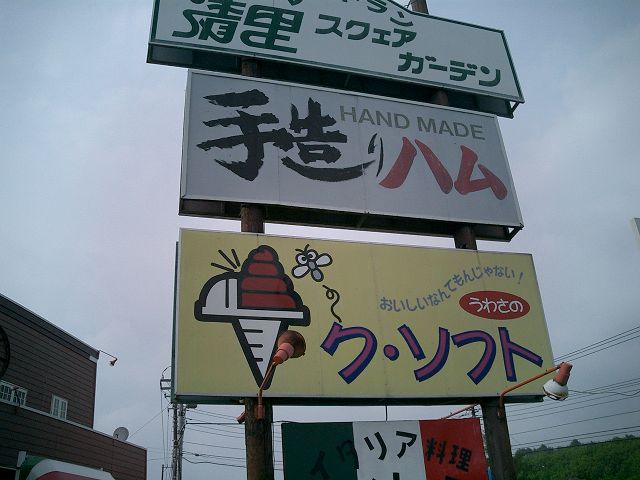 清里
スクェア
ガーデン
HAND MADE
手造りハム
おいしいなんてもんじゃない!
うわさの
ク・ソフト
イタリア料理